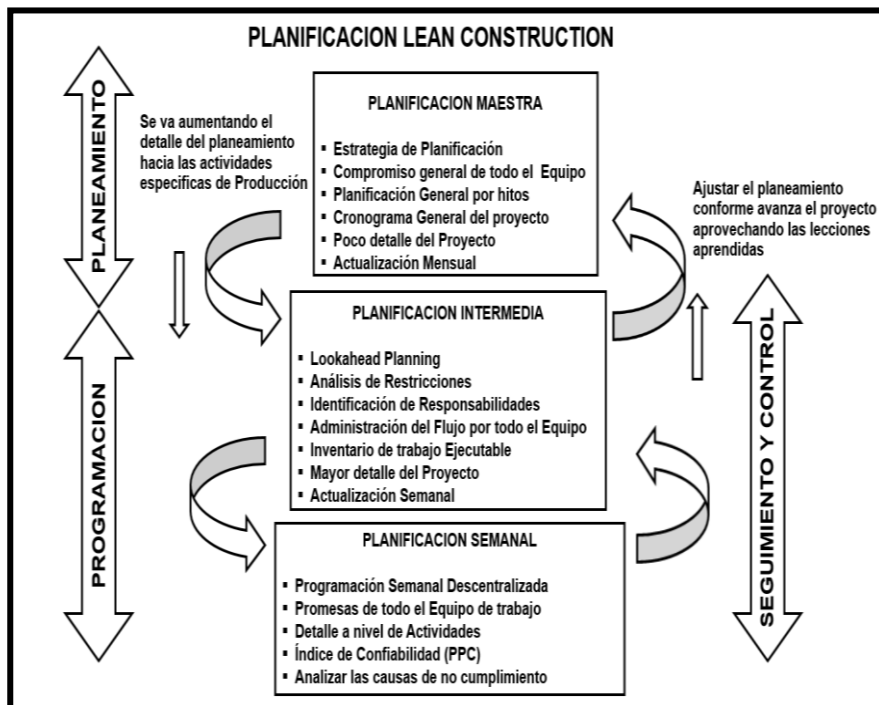 PLANIFICACION LEAN CONSTRUCTION
PLANEAMIENTO
Se va aumentando el
detalle del planeamiento
hacia las actividades
especificas de Producción
PLANIFICACION MAESTRA
▪ Estrategia de Planificación
▪ Compromiso general de todo el Equipo
▪ Planificación General por hitos
▪ Cronograma General del proyecto
▪ Poco detalle del Proyecto
▪ Actualización Mensual
Ajustar el planeamiento
conforme avanza el proyecto
aprovechando las lecciones
aprendidas
PROGRAMACION
PLANIFICACION INTERMEDIA
▪ Lookahead Planning
▪ Análisis de Restricciones
▪ Identificación de Responsabilidades
▪ Administración del Flujo por todo el Equipo
▪ Inventario de trabajo Ejecutable
▪ Mayor detalle del Proyecto
▪ Actualización Semanal
SEGUIMIENTO Y CONTROL
PLANIFICACION SEMANAL
▪ Programación Semanal Descentralizada
▪ Promesas de todo el Equipo de trabajo
▪ Detalle a nivel de Actividades
▪ Índice de Confiabilidad (PPC)
▪ Analizar las causas de no cumplimiento